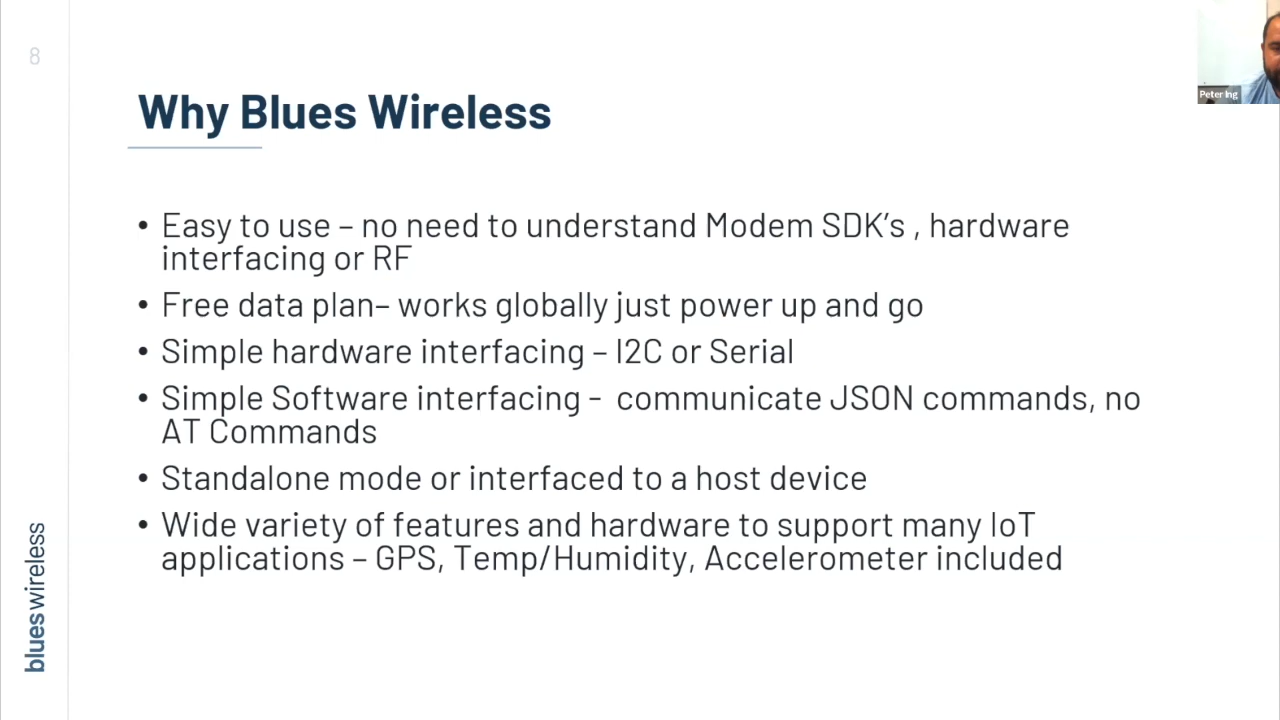 8
Peter Ing
Why Blues Wireless
• Easy to use – no need to understand Modem SDK's , hardware
interfacing or RF
• Free data plan– works globally just power up and go
• Simple hardware interfacing – I2C or Serial
• Simple Software interfacing -  communicate JSON commands, no
AT Commands
• Standalone mode or interfaced to a host device
• Wide variety of features and hardware to support many IoT
applications – GPS, Temp/Humidity, Accelerometer included
blues wireless